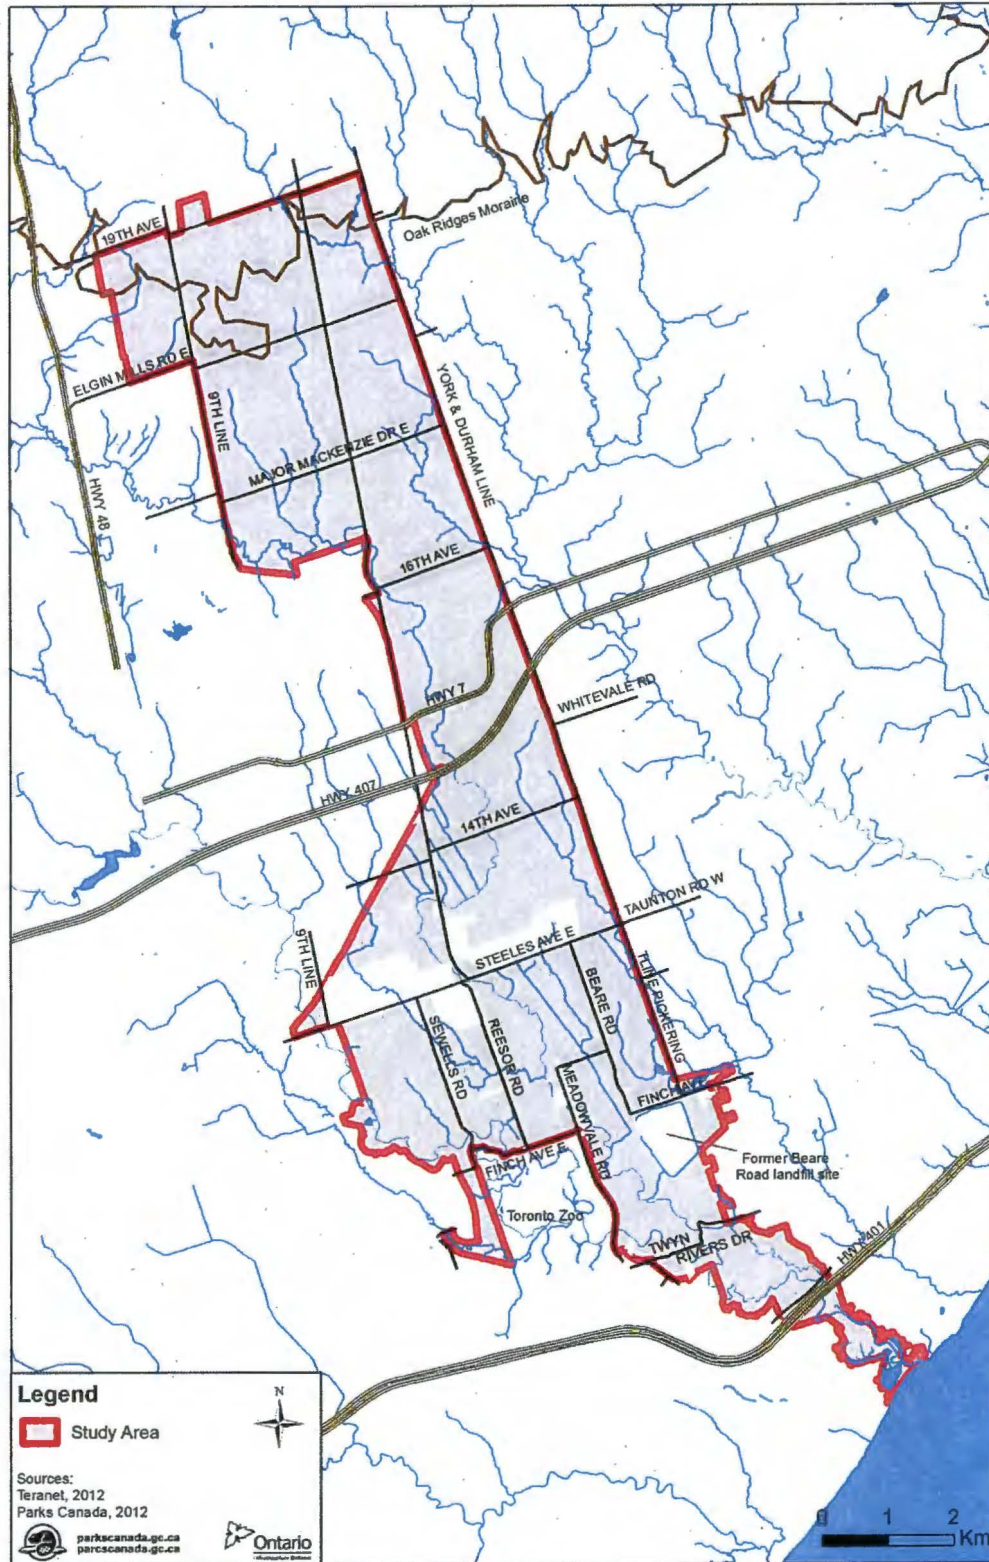 19TH AVE
Oak Ridges Moraine
ELGIN MILLS RD E
9TH LINE
YORK & DURHAM LINE
MAJOR MACKENZIE DR E
HWY 48
16TH AVE
HWY 7
WHITEVALE RD
HWY 407
14TH AVE
TAUNTON RD W
9TH LINE
STEELES AVE E
BEARE RD
TLINE PICKERING
SEWELLS RD
REESOR RD
MEADOWVALE RD
FINCH AVE
FINCH AVE E
Former Beare
Road landfill site
Toronto Zoo
TWYN
RIVERS DR
HWY 401
Legend
N
Study Area
Sources:
Teranet, 2012
Parks Canada, 2012
parkscanada.gc.ca
parcscanada.gc.ca
Ontario
0 1 2
Km